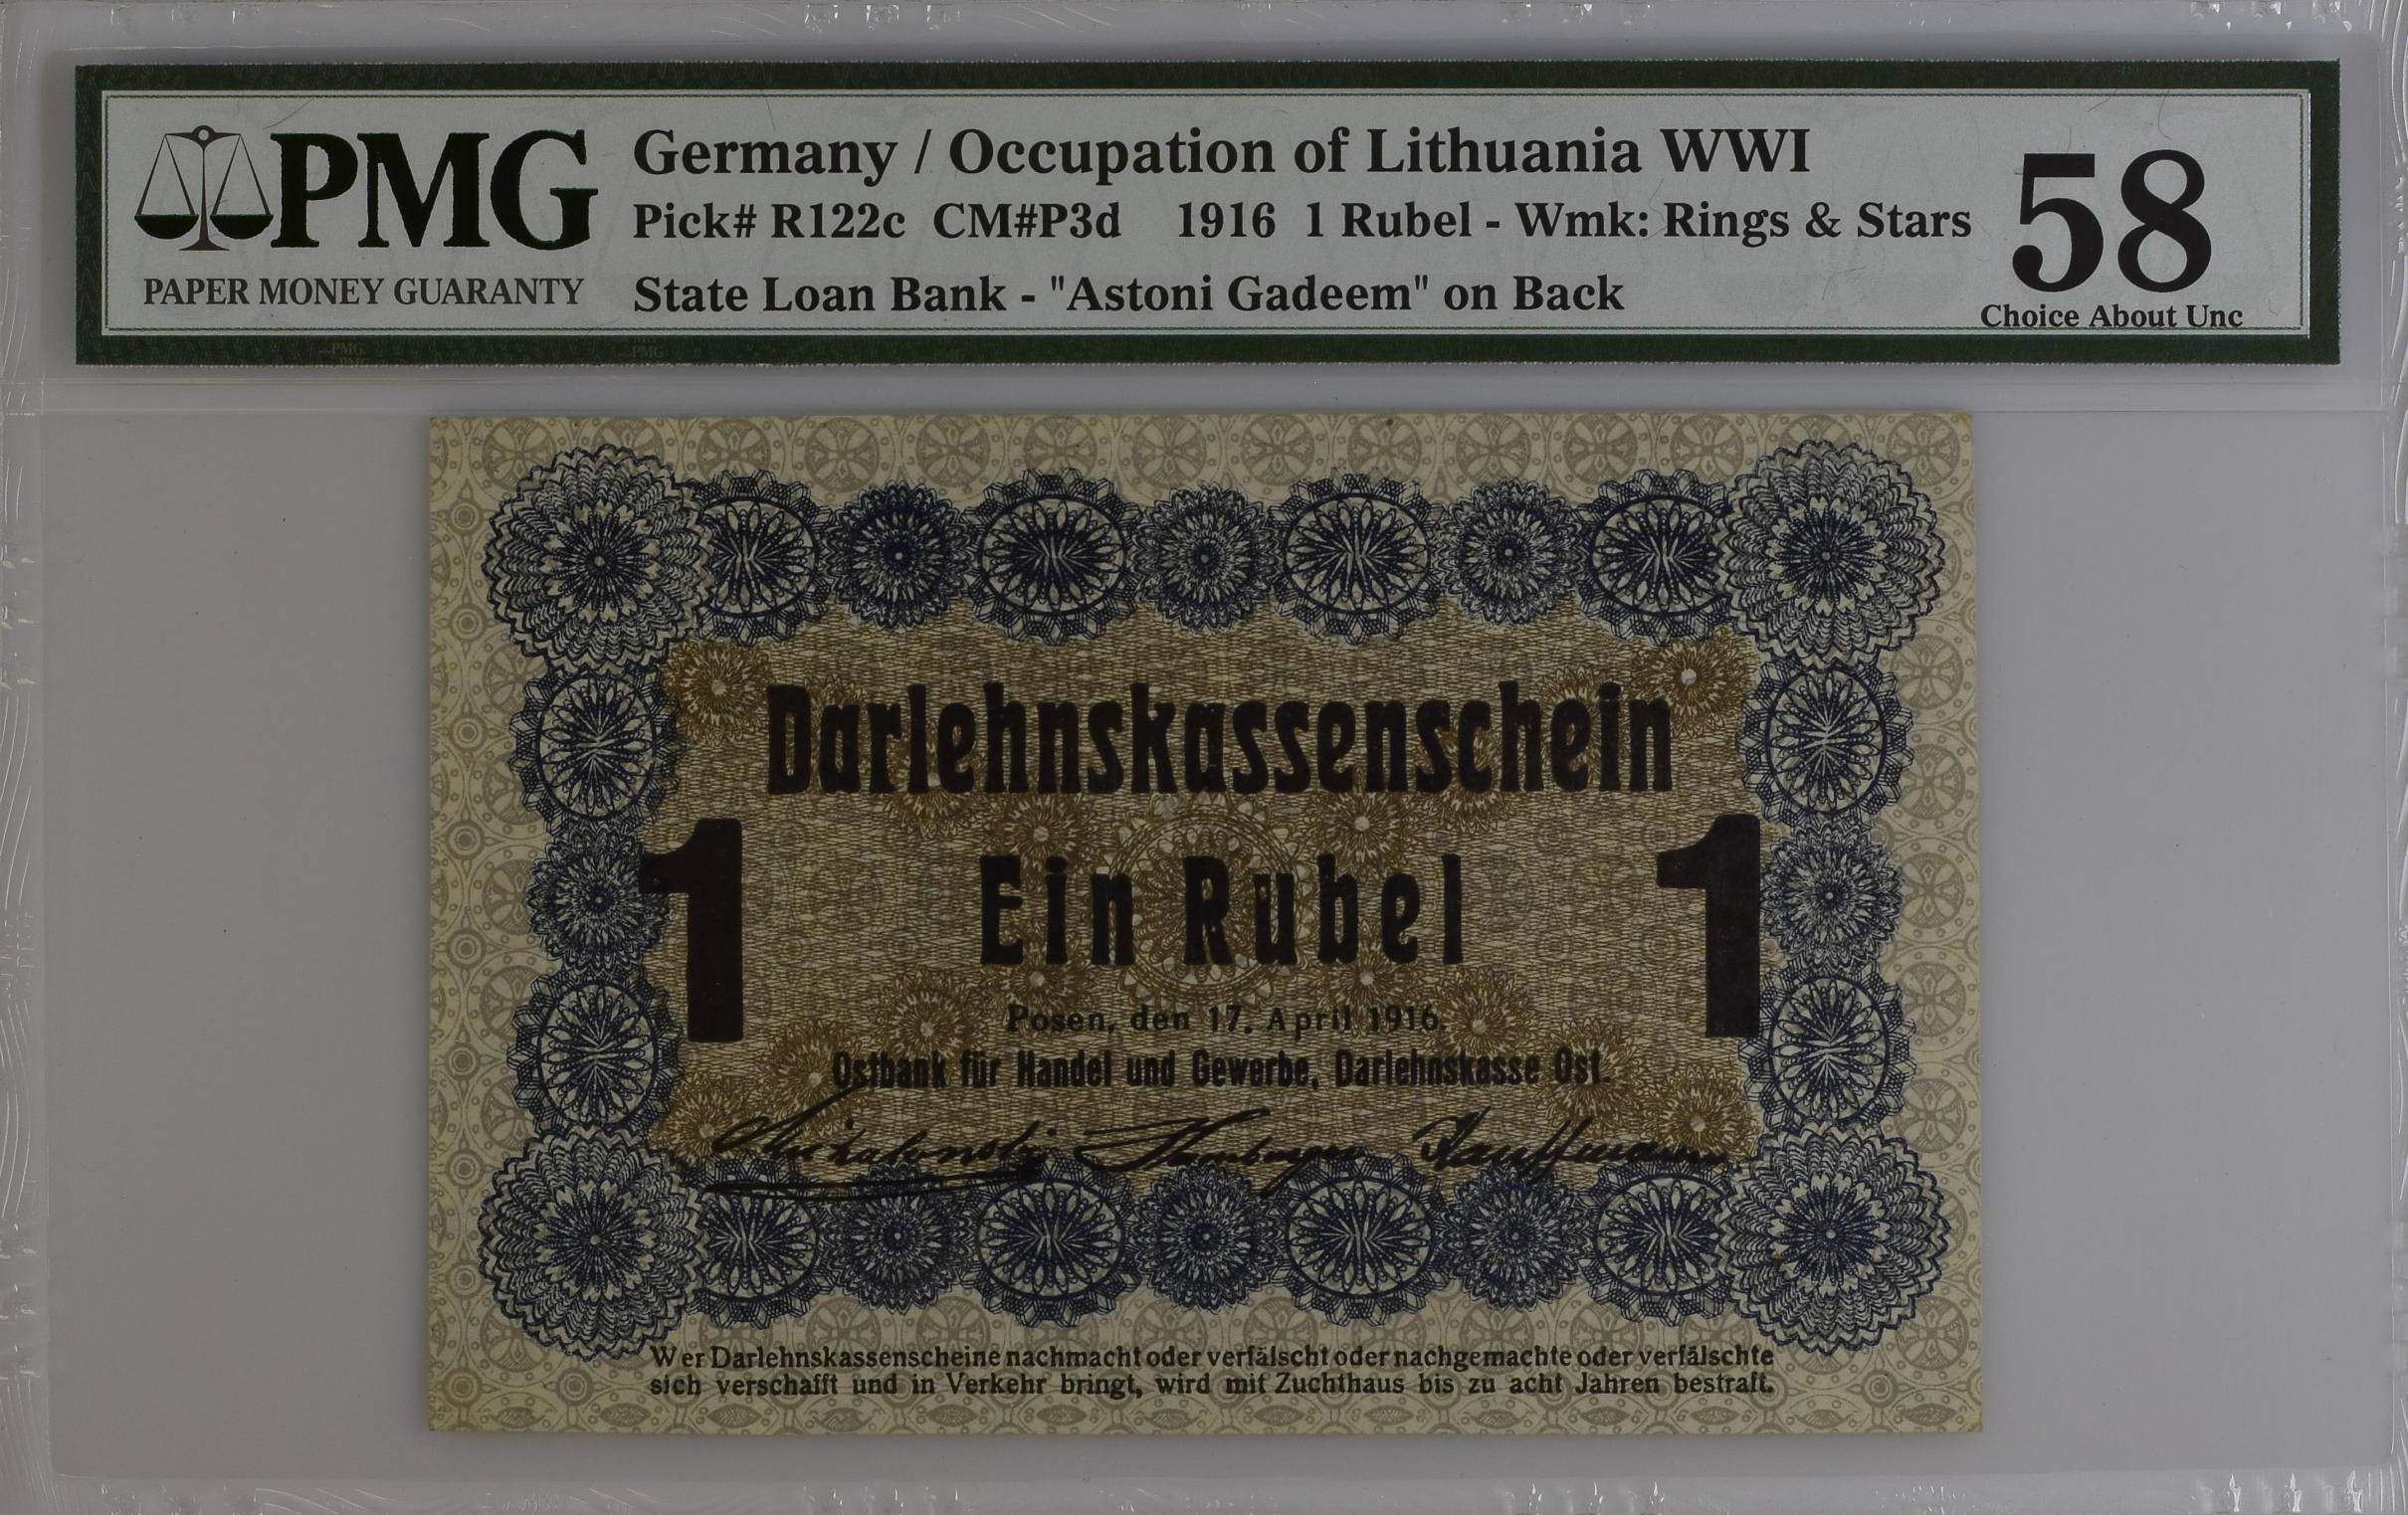 PMG
PAPER MONEY GUARANTY
Germany / Occupation of Lithuania WWI
Pick# R122c CM#P3d 1916 1 Rubel - Wmk: Rings & Stars
State Loan Bank - "Astoni Gadeem" on Back
58
Choice About Unc
Darlehnskassenschein
1 Ein Rubel 1
Posen, den 17. April 1916.
Ostbank für Handel und Gewerbe, Darlehnskasse Ost.
Kauffmann
Wer Darlehnskassenscheine nachmacht oder verfälscht oder nachgemachte oder verfälschte
sich verschafft und in Verkehr bringt, wird mit Zuchthaus bis zu acht Jahren bestraft.